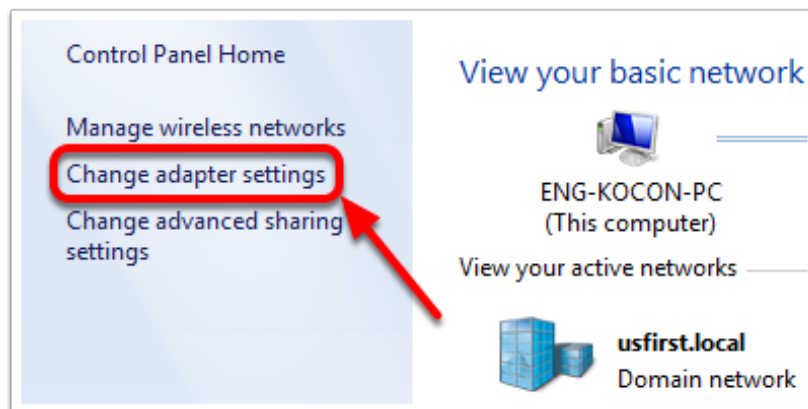 Control Panel Home
Manage wireless networks
Change adapter settings
Change advanced sharing
settings
View your basic network
ENG-KOCON-PC
(This computer)
View your active networks
usfirst.local
Domain network